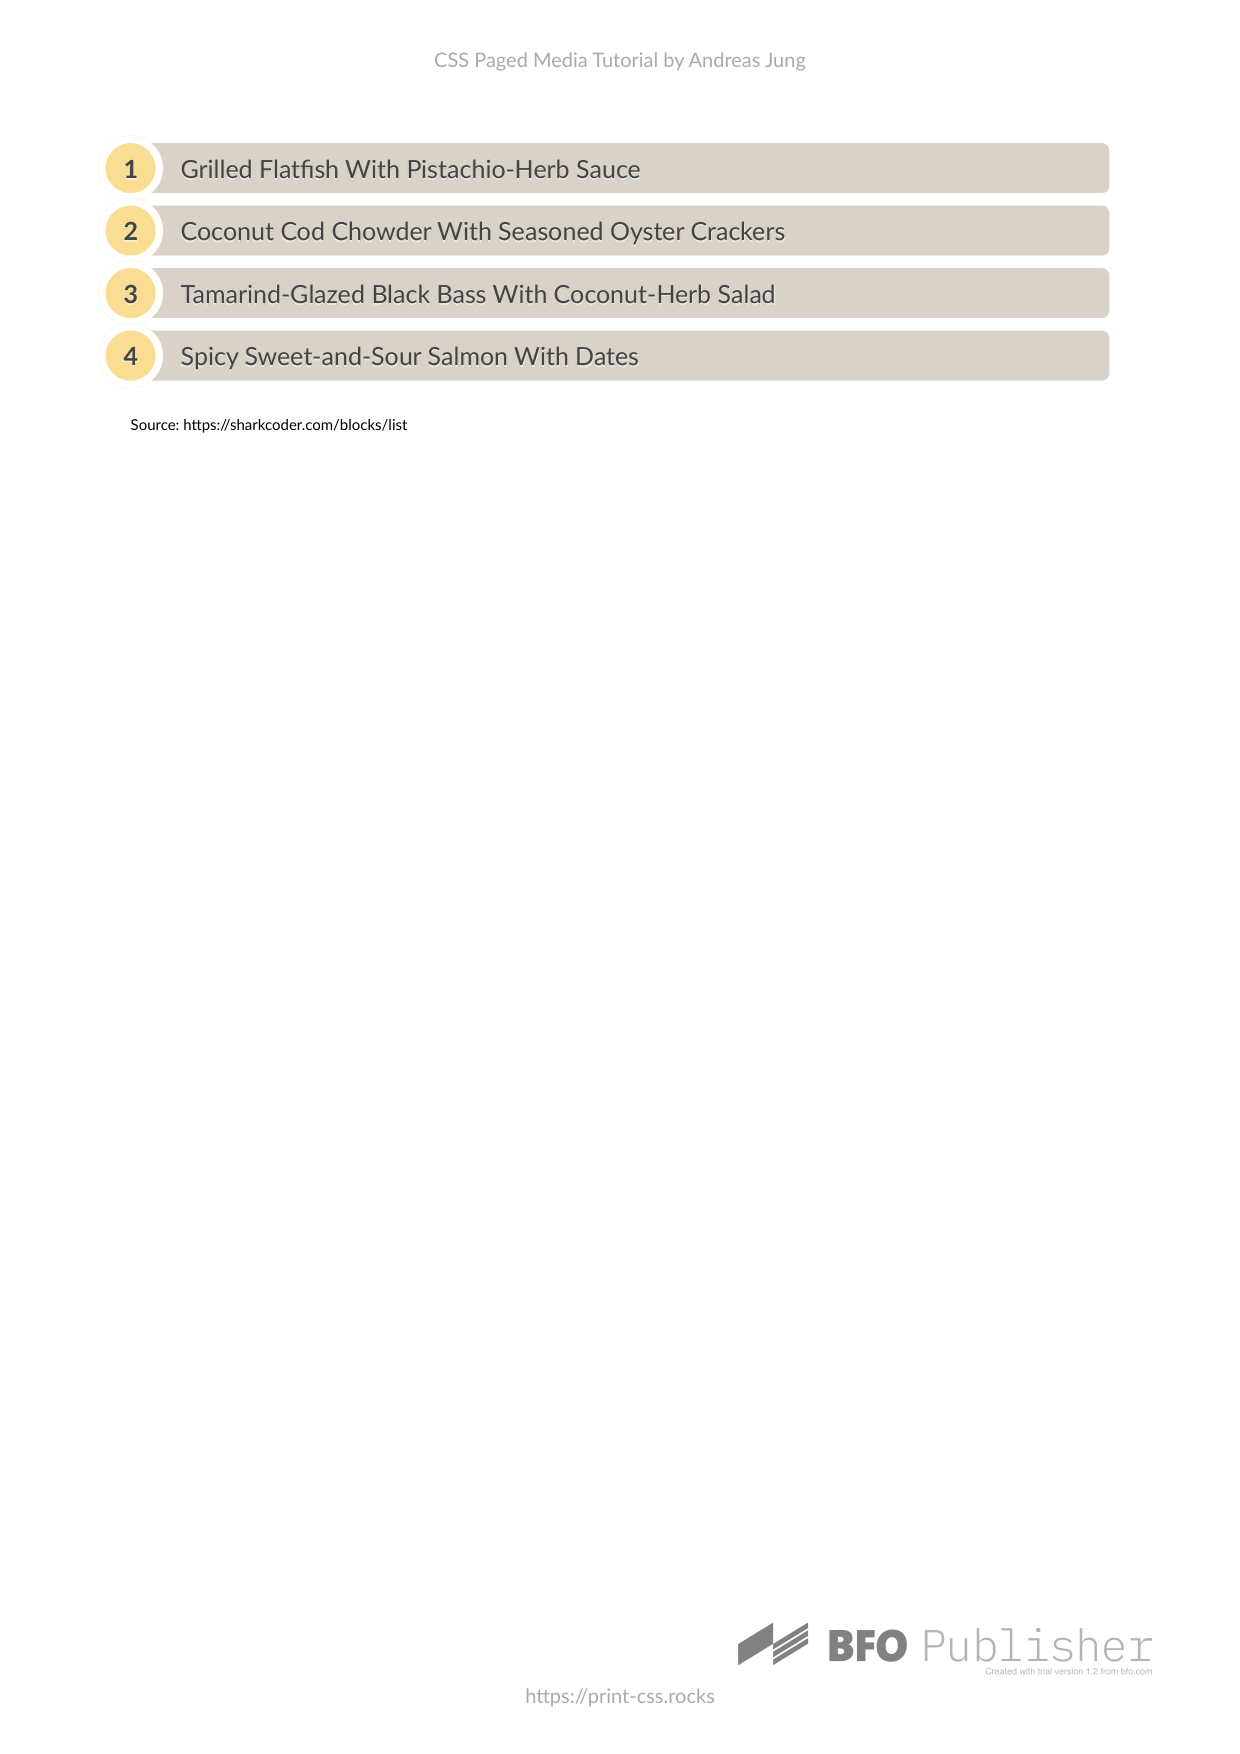 CSS Paged Media Tutorial by Andreas Jung
1 Grilled Flatfish With Pistachio-Herb Sauce
2 Coconut Cod Chowder With Seasoned Oyster Crackers
3 Tamarind-Glazed Black Bass With Coconut-Herb Salad
4 Spicy Sweet-and-Sour Salmon With Dates
Source: https://sharkcoder.com/blocks/list
BFO Publisher
Created with trial version 1.2 from bfo.com
https://print-css.rocks